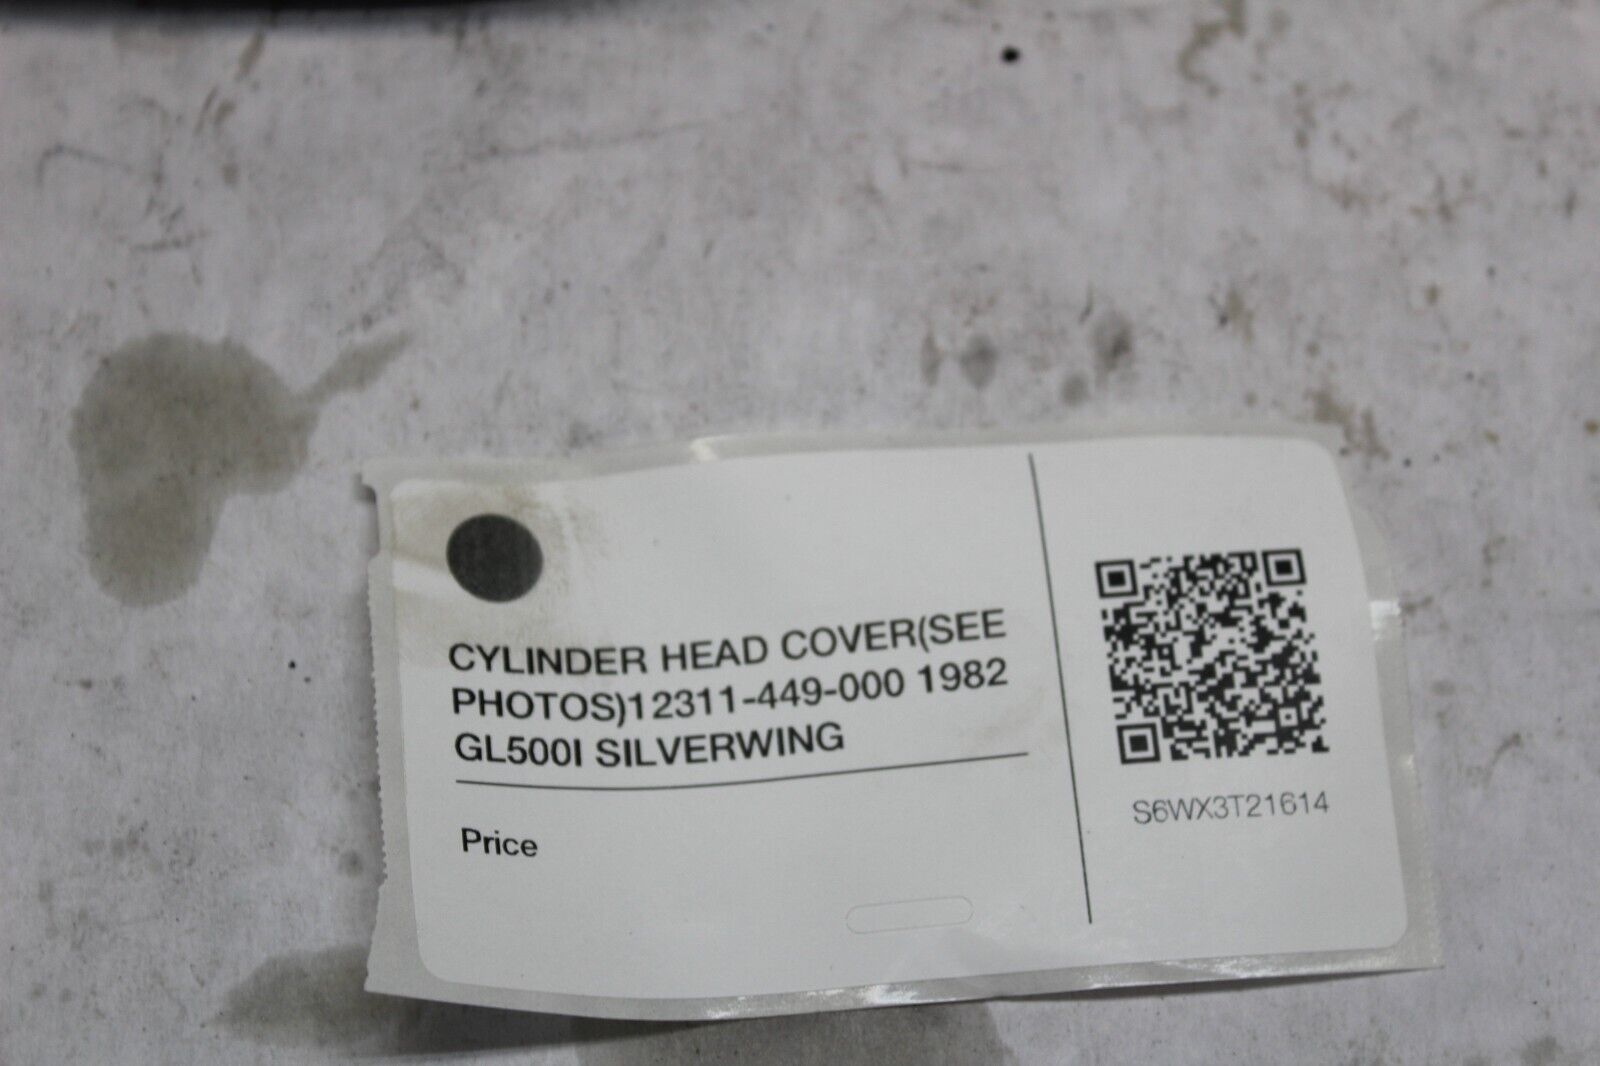 CYLINDER HEAD COVER(SEE
PHOTOS)12311-449-000 1982
GL500I SILVERWING
Price
S6WX3T21614